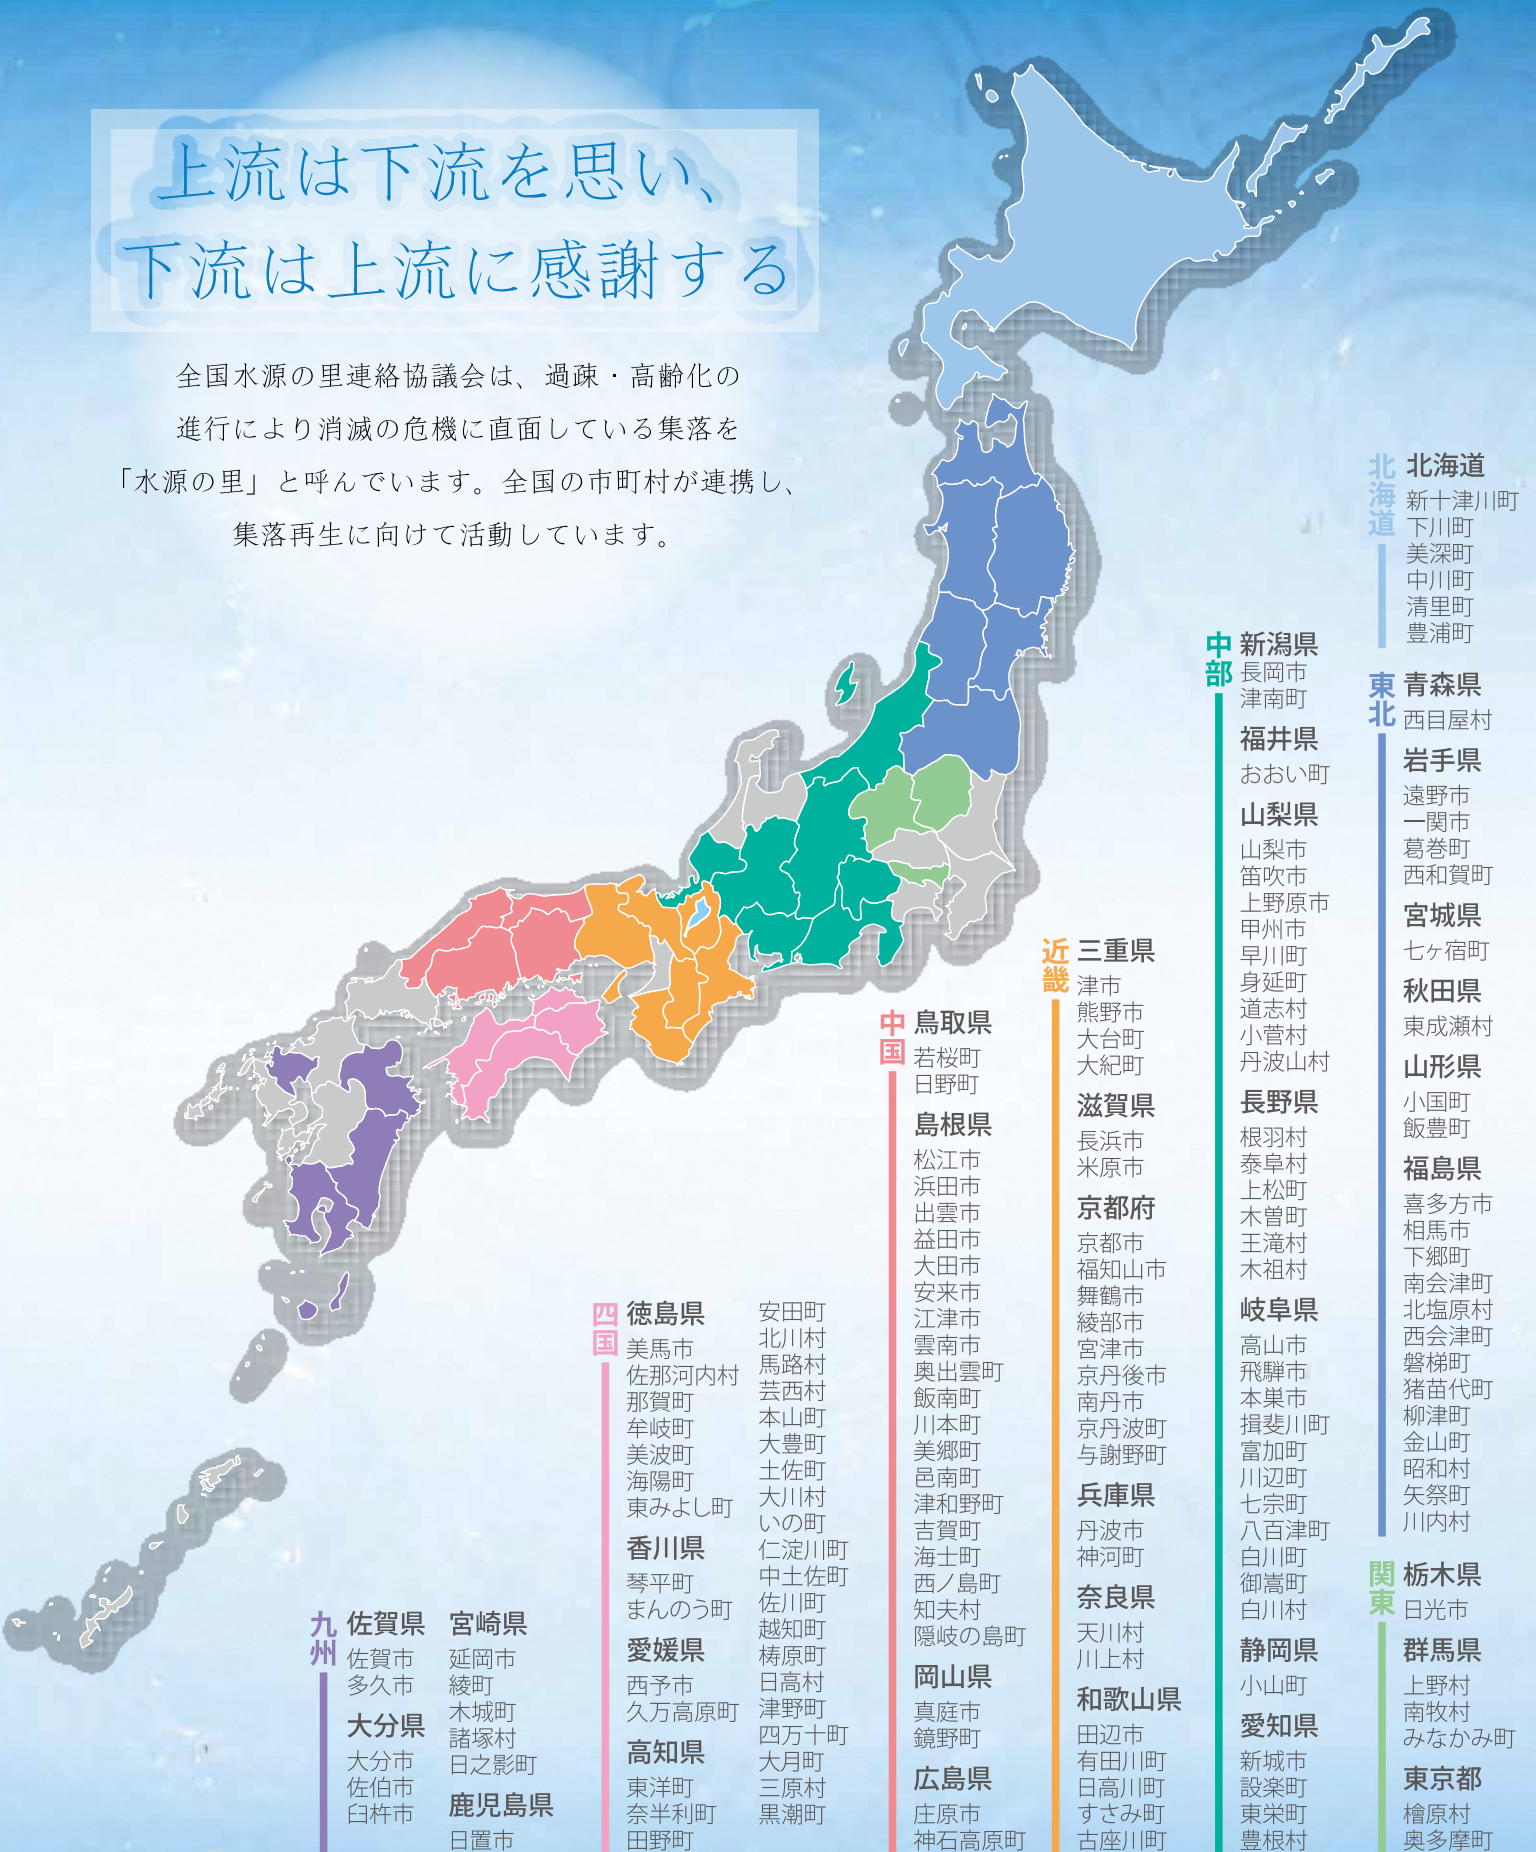 上流は下流を思い、
下流は上流に感謝する
全国水源の里連絡協議会は、過疎・高齢化の
進行により消滅の危機に直面している集落を
「水源の里」と呼んでいます。全国の市町村が連携し、
集落再生に向けて活動しています。
北海道
北海道
新十津川町
下川町
美深町
中川町
清里町
豊浦町
東北
青森県
西目屋村
岩手県
遠野市
一関市
葛巻町
西和賀町
宮城県
七ヶ宿町
秋田県
東成瀬村
山形県
小国町
飯豊町
福島県
喜多方市
相馬市
下郷町
南会津町
北塩原村
西会津町
磐梯町
猪苗代町
柳津町
金山町
昭和村
矢祭町
川内村
関東
栃木県
日光市
群馬県
上野村
南牧村
みなかみ町
東京都
檜原村
奥多摩町
中部
新潟県
長岡市
津南町
福井県
おおい町
山梨県
山梨市
笛吹市
上野原市
甲州市
早川町
身延町
道志村
小菅村
丹波山村
長野県
根羽村
泰阜村
上松町
木曽町
王滝村
木祖村
岐阜県
高山市
飛騨市
本巣市
揖斐川町
富加町
川辺町
七宗町
八百津町
白川町
御嵩町
白川村
静岡県
小山町
愛知県
新城市
設楽町
東栄町
豊根村
近畿
三重県
津市
熊野市
大台町
大紀町
滋賀県
長浜市
米原市
京都府
京都市
福知山市
舞鶴市
綾部市
宮津市
京丹後市
南丹市
京丹波町
与謝野町
兵庫県
丹波市
神河町
奈良県
天川村
川上村
和歌山県
田辺市
有田川町
日高川町
すさみ町
古座川町
中国
鳥取県
若桜町
日野町
島根県
松江市
浜田市
出雲市
益田市
大田市
安来市
江津市
雲南市
奥出雲町
飯南町
川本町
美郷町
邑南町
津和野町
吉賀町
海士町
西ノ島町
知夫村
隠岐の島町
岡山県
真庭市
鏡野町
広島県
庄原市
神石高原町
四国
徳島県
美馬市
佐那河内村
那賀町
牟岐町
美波町
海陽町
東みよし町
香川県
琴平町
まんのう町
愛媛県
西予市
久万高原町
高知県
東洋町
奈半利町
田野町
安田町
北川村
馬路村
芸西村
本山町
大豊町
土佐町
大川村
いの町
仁淀川町
中土佐町
佐川町
越知町
梼原町
日高村
津野町
四万十町
大月町
三原村
黒潮町
九州
佐賀県
佐賀市
多久市
大分県
大分市
佐伯市
臼杵市
宮崎県
延岡市
綾町
木城町
諸塚村
日之影町
鹿児島県
日置市